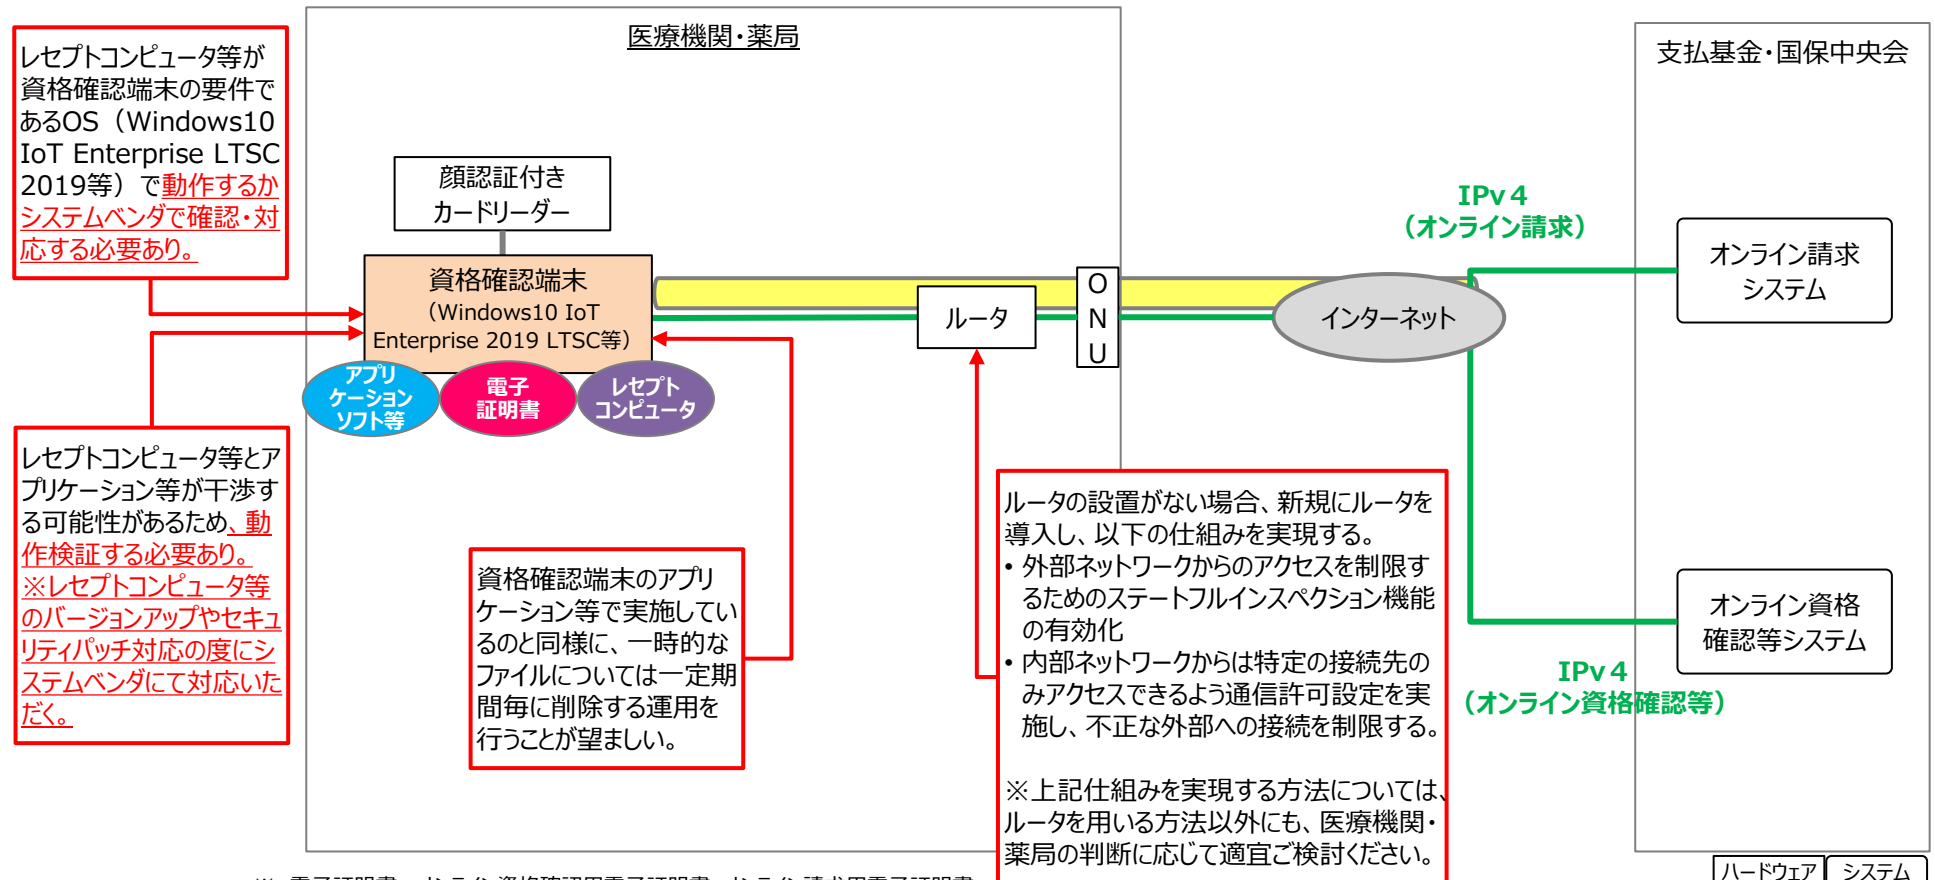 医療機関・薬局
支払基金・国保中央会
レセプトコンピュータ等が
資格確認端末の要件で
あるOS（Windows10
IoT Enterprise LTSC
2019等）で動作するか
システムベンダで確認・対
応する必要あり。
顔認証付き
カードリーダー
資格確認端末
（Windows10 IoT
Enterprise 2019 LTSC等）
アプリ
ケーション
ソフト等
電子
証明書
レセプト
コンピュータ
ルータ
O
N
U
インターネット
IPv４
（オンライン請求）
オンライン請求
システム
オンライン資格
確認等システム
IPv４
（オンライン資格確認等）
レセプトコンピュータ等とア
プリケーション等が干渉す
る可能性があるため、動
作検証する必要あり。
※レセプトコンピュータ等
のバージョンアップやセキュ
リティパッチ対応の度にシ
ステムベンダにて対応いた
だく。
資格確認端末のアプリ
ケーション等で実施してい
るのと同様に、一時的な
ファイルについては一定期
間毎に削除する運用を
行うことが望ましい。
ルータの設置がない場合、新規にルータを
導入し、以下の仕組みを実現する。
• 外部ネットワークからのアクセスを制限す
るためのステートフルインスペクション機能
の有効化
• 内部ネットワークからは特定の接続先の
みアクセスできるよう通信許可設定を実
施し、不正な外部への接続を制限する。
※上記仕組みを実現する方法については、
ルータを用いる方法以外にも、医療機関・
薬局の判断に応じて適宜ご検討ください。
ハードウェア
システム